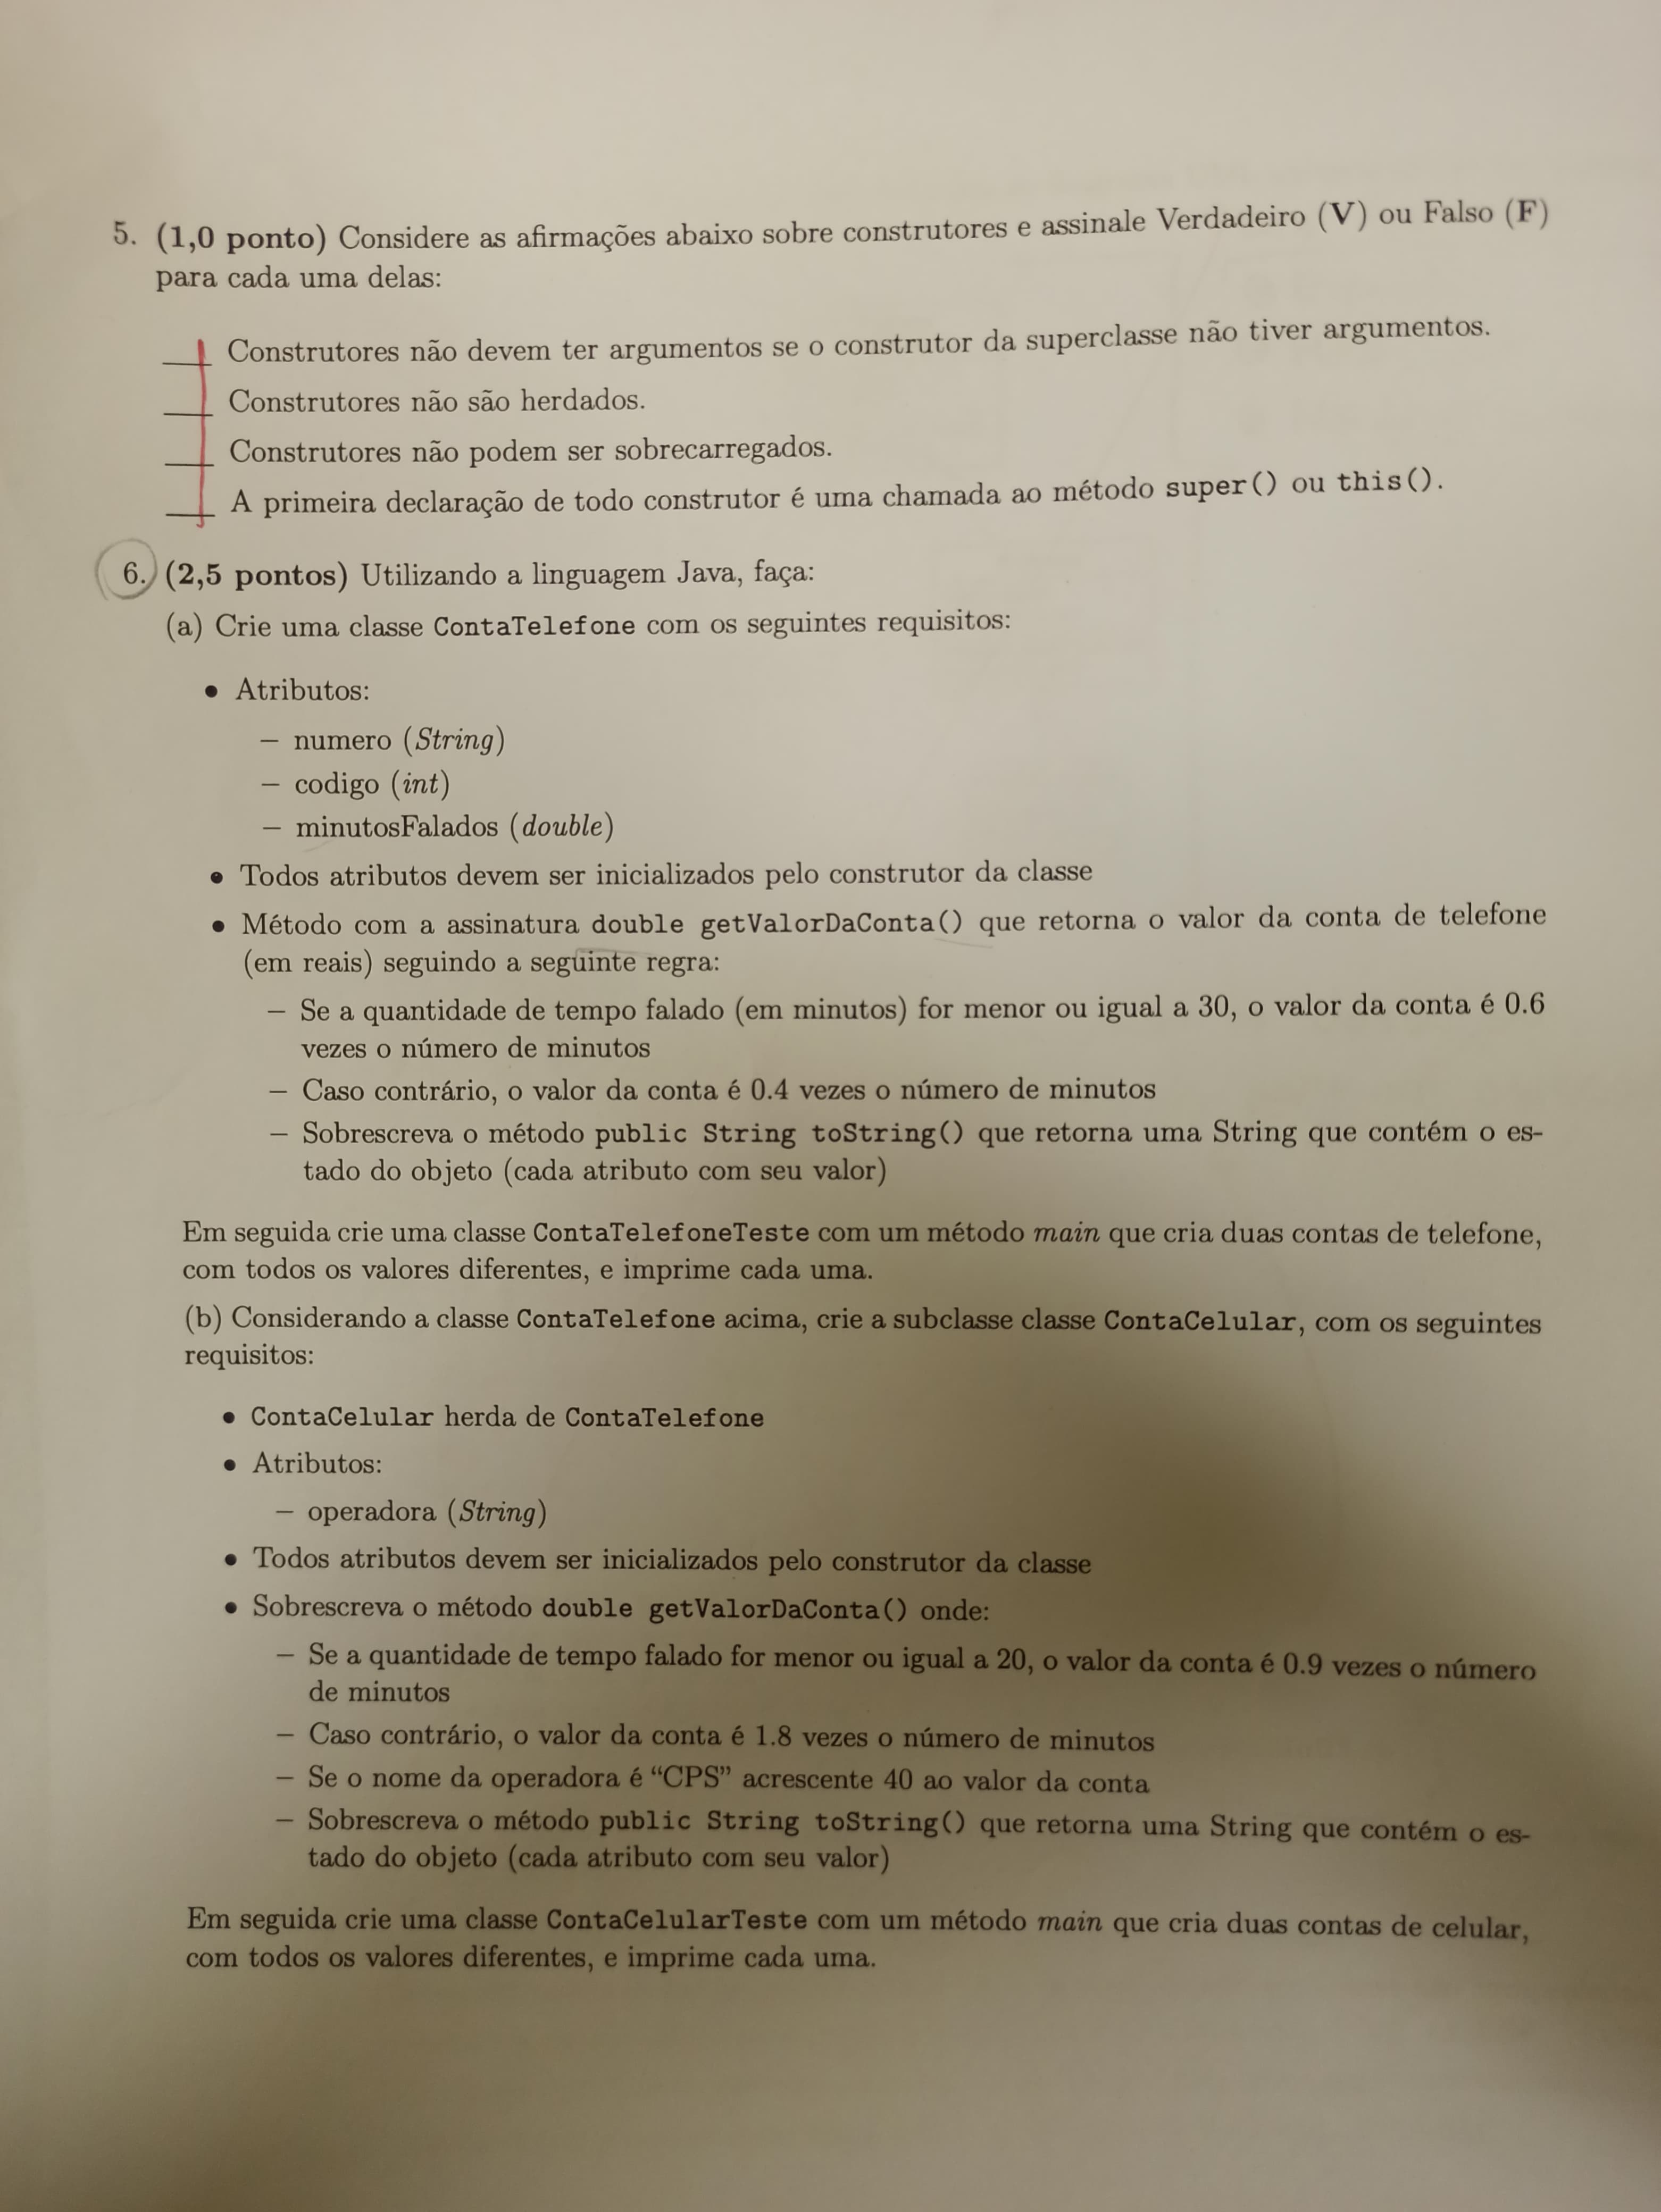 5. (1,0 ponto) Considere as afirmações abaixo sobre construtores e assinale Verdadeiro (V) ou Falso (F)
para cada uma delas:
Construtores não devem ter argumentos se o construtor da superclasse não tiver argumentos.
Construtores não são herdados.
Construtores não podem ser sobrecarregados.
A primeira declaração de todo construtor é uma chamada ao método super() ou this().
6. (2,5 pontos) Utilizando a linguagem Java, faça:
(a) Crie uma classe ContaTelefone com os seguintes requisitos:
• Atributos:
– numero (String)
– codigo (int)
– minutosFalados (double)
• Todos atributos devem ser inicializados pelo construtor da classe
• Método com a assinatura double getValorDaConta() que retorna o valor da conta de telefone
(em reais) seguindo a seguinte regra:
– Se a quantidade de tempo falado (em minutos) for menor ou igual a 30, o valor da conta é 0.6
vezes o número de minutos
– Caso contrário, o valor da conta é 0.4 vezes o número de minutos
– Sobrescreva o método public String toString() que retorna uma String que contém o es-
tado do objeto (cada atributo com seu valor)
Em seguida crie uma classe ContaTelefoneTeste com um método main que cria duas contas de telefone,
com todos os valores diferentes, e imprime cada uma.
(b) Considerando a classe ContaTelefone acima, crie a subclasse classe ContaCelular, com os seguintes
requisitos:
• ContaCelular herda de ContaTelefone
• Atributos:
– operadora (String)
• Todos atributos devem ser inicializados pelo construtor da classe
• Sobrescreva o método double getValorDaConta() onde:
– Se a quantidade de tempo falado for menor ou igual a 20, o valor da conta é 0.9 vezes o número
de minutos
– Caso contrário, o valor da conta é 1.8 vezes o número de minutos
– Se o nome da operadora é “CPS” acrescente 40 ao valor da conta
– Sobrescreva o método public String toString() que retorna uma String que contém o es-
tado do objeto (cada atributo com seu valor)
Em seguida crie uma classe ContaCelularTeste com um método main que cria duas contas de celular,
com todos os valores diferentes, e imprime cada uma.